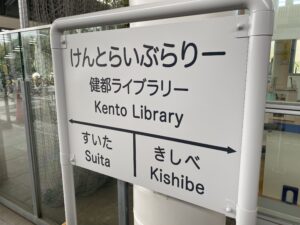 けんとらいぶらりー
健都ライブラリー
Kento Library
すいた
Suita
きしべ
Kishibe